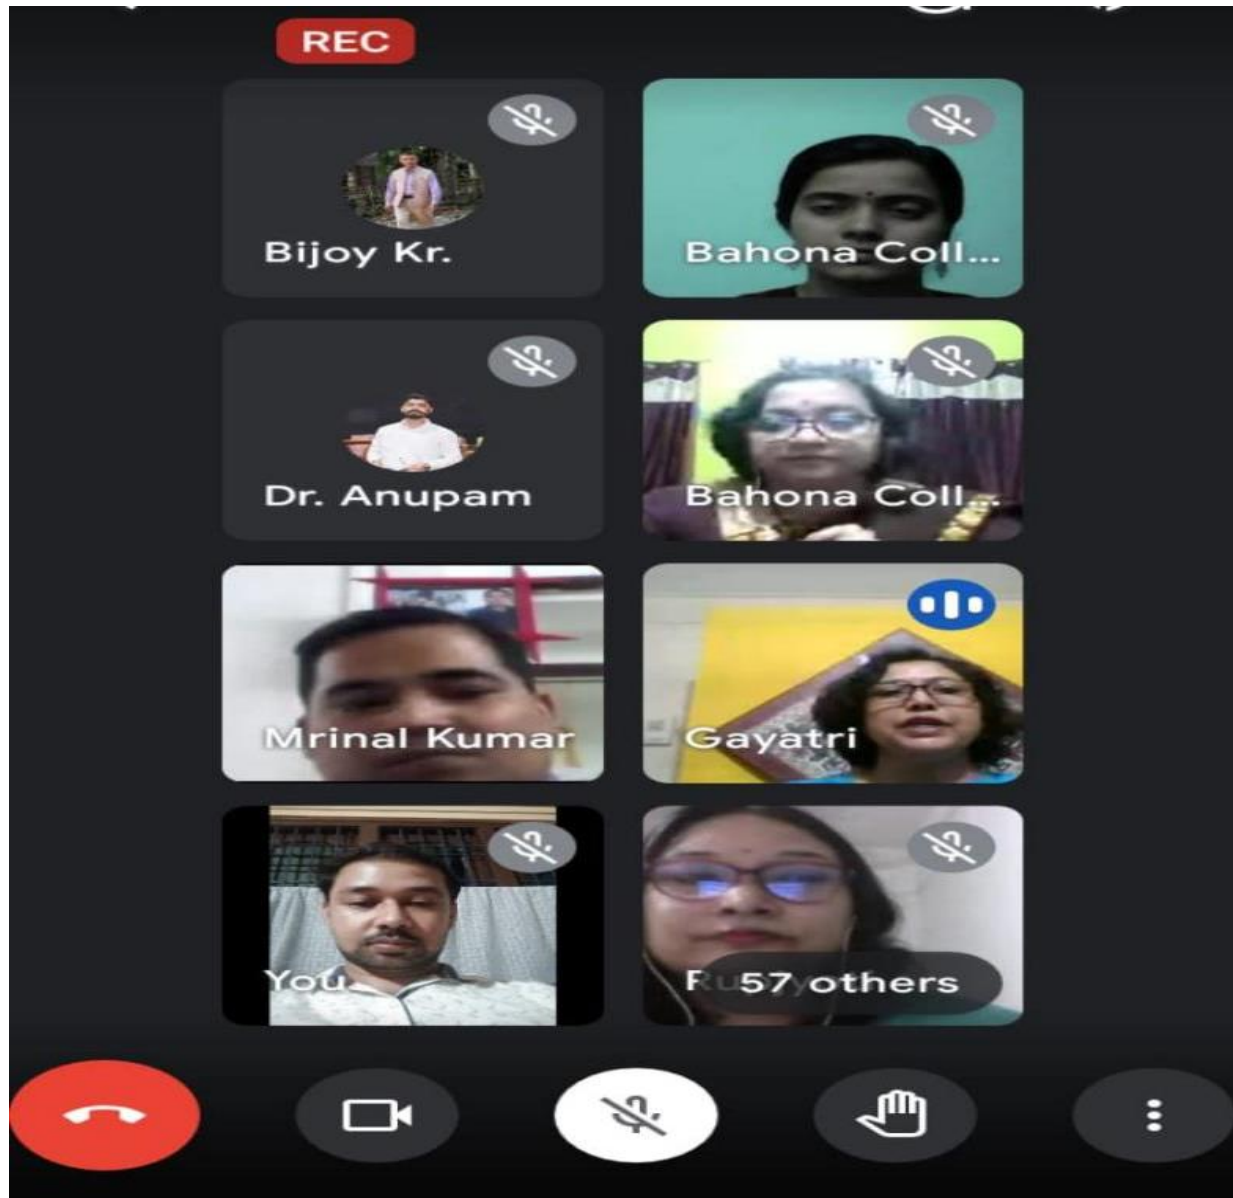 REC
Bijoy Kr.
Bahona Coll...
Dr. Anupam
Bahona Coll...
Mrinal Kumar
Gayatri
You
57 others